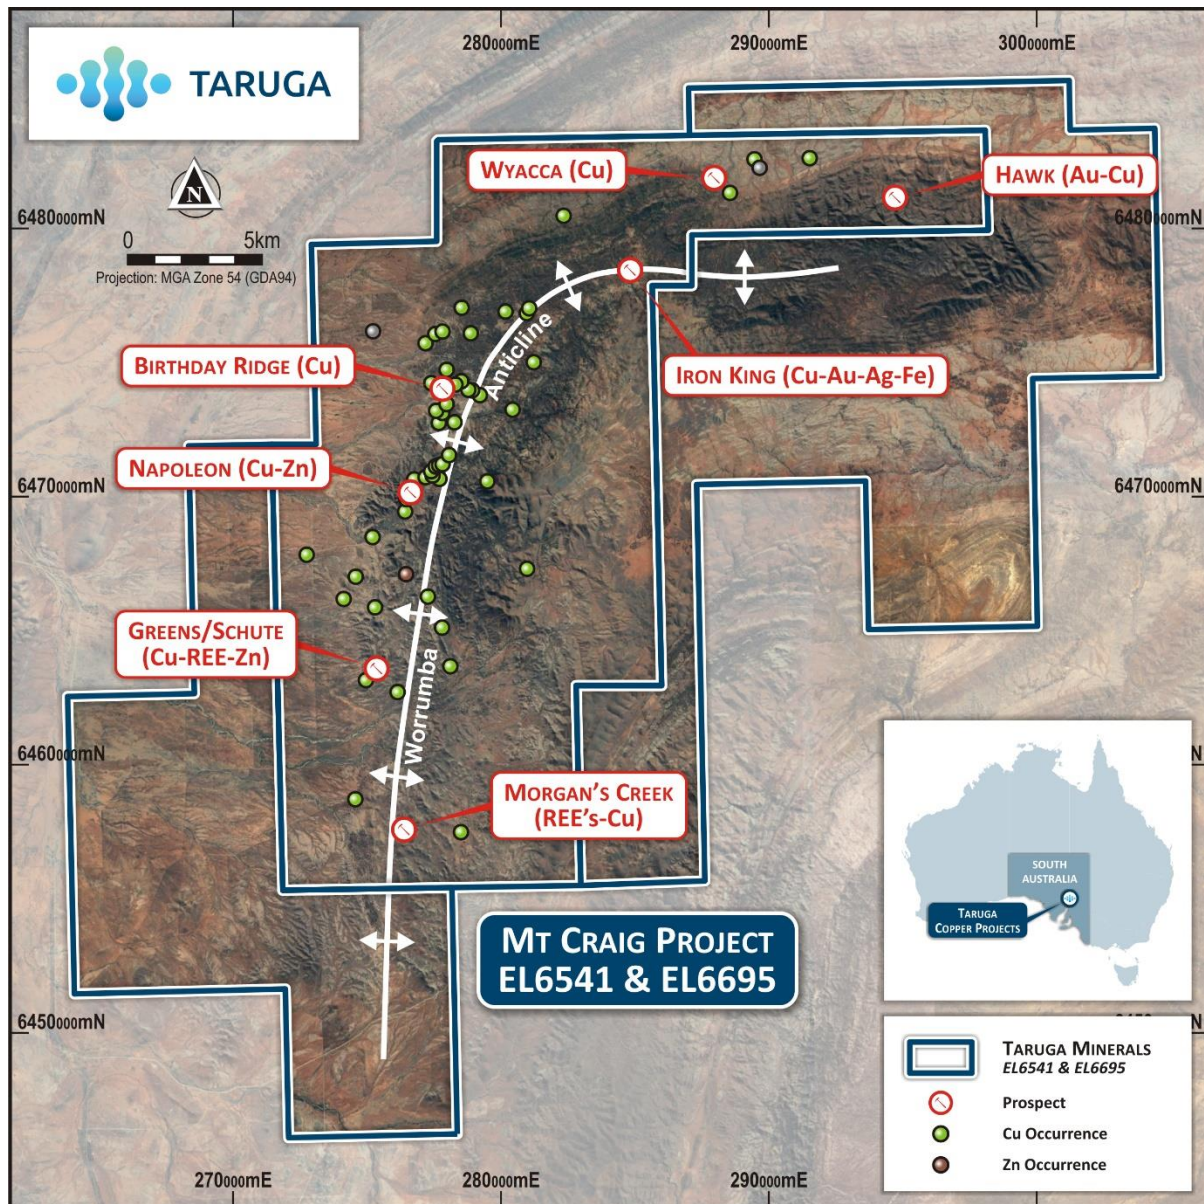 280000mE
290000mE
300000mE
TARUGA
WYACCA (Cu)
HAWK (Au-Cu)
N
6480000mN
6480000mN
0
5km
Projection: MGA Zone 54 (GDA94)
Anticline
BIRTHDAY RIDGE (Cu)
IRON KING (Cu-Au-Ag-Fe)
NAPOLEON (Cu-Zn)
6470000mN
6470000mN
GREENS/SCHUTE
(Cu-REE-Zn)
Worrumba
6460000mN
MORGAN'S CREEK
(REE's-Cu)
SOUTH
AUSTRALIA
TARUGA
COPPER PROJECTS
MT CRAIG PROJECT
EL6541 & EL6695
6450000mN
TARUGA MINERALS
EL6541 & EL6695
Prospect
Cu Occurrence
Zn Occurrence
270000mE
280000mE
290000mE